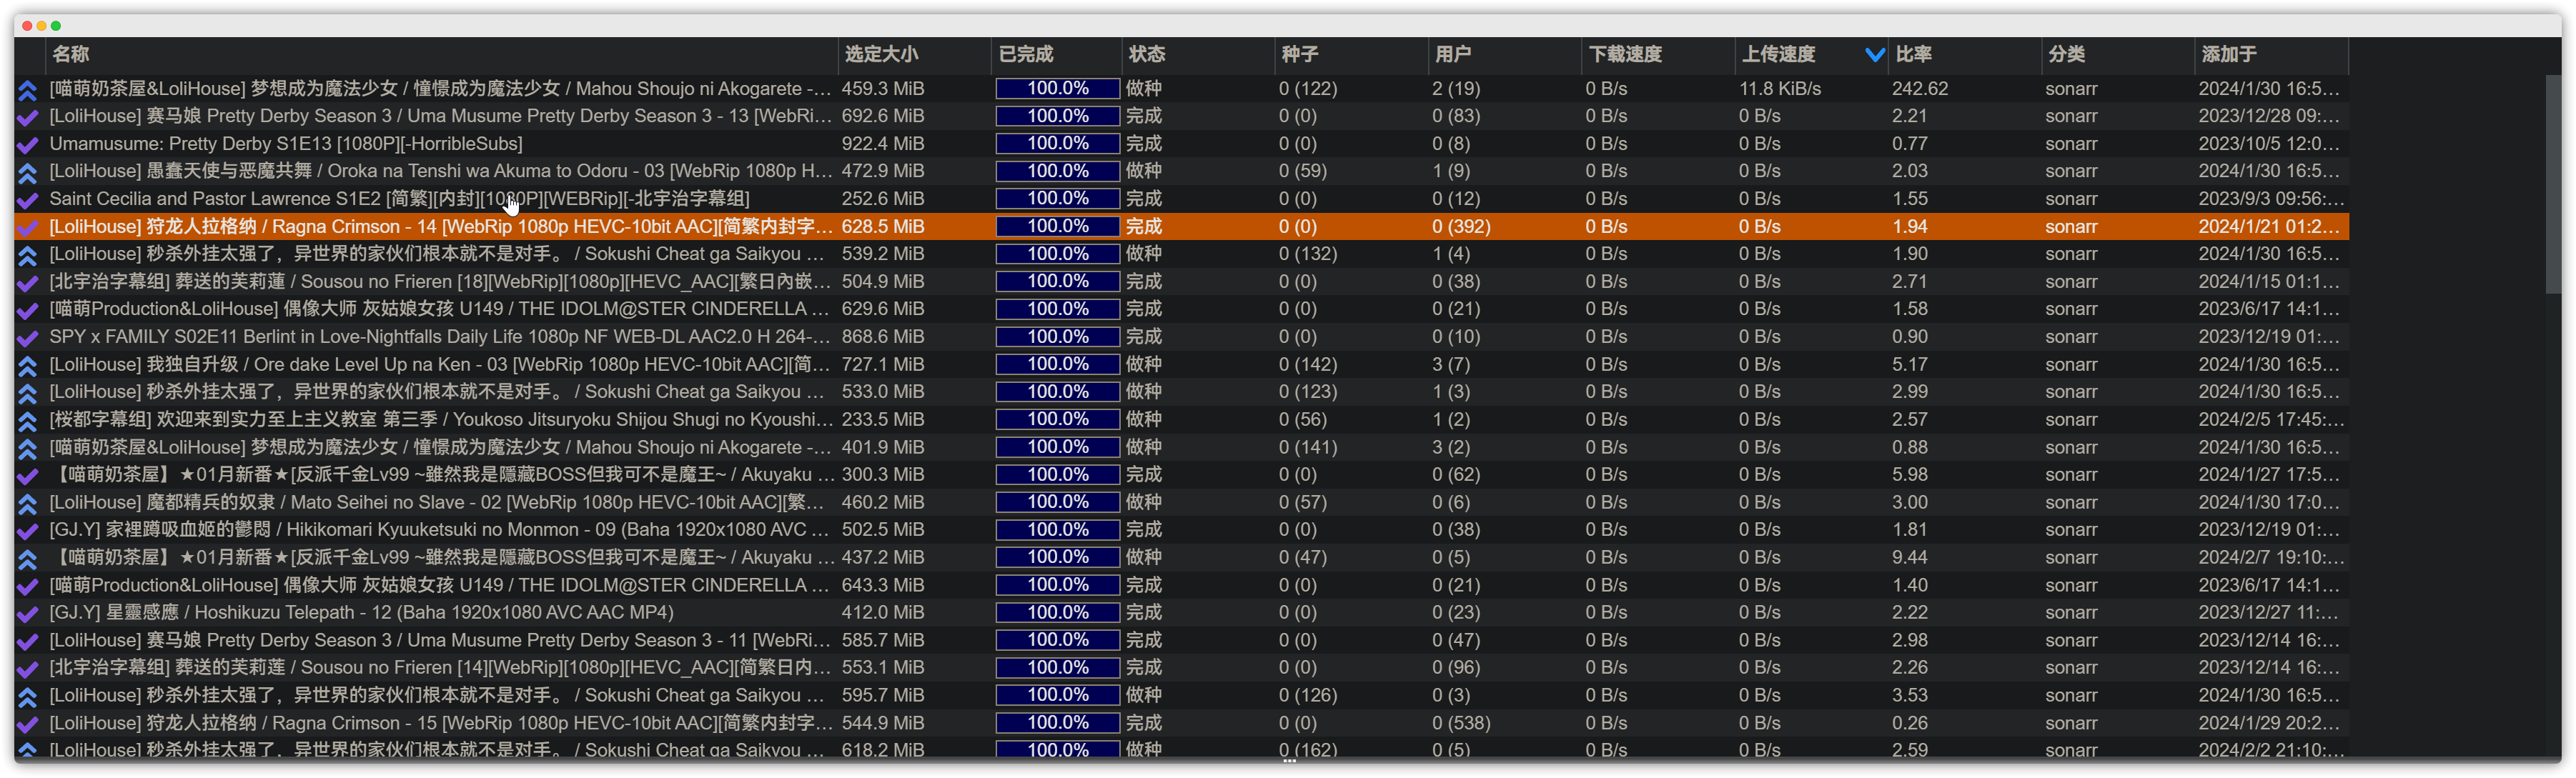 名称 选定大小 已完成 状态 种子 用户 下载速度 上传速度 比率 分类 添加于
[喵萌奶茶屋&LoliHouse] 梦想成为魔法少女 / 憧憬成为魔法少女 / Mahou Shoujo ni Akogarete -... 459.3 MiB 100.0% 做种 0 (122) 2 (19) 0 B/s 11.8 KiB/s 242.62 sonarr 2024/1/30 16:5...
[LoliHouse] 赛马娘 Pretty Derby Season 3 / Uma Musume Pretty Derby Season 3 - 13 [WebRi... 692.6 MiB 100.0% 完成 0 (0) 0 (83) 0 B/s 0 B/s 2.21 sonarr 2023/12/28 09:...
Umamusume: Pretty Derby S1E13 [1080P][-HorribleSubs] 922.4 MiB 100.0% 完成 0 (0) 0 (8) 0 B/s 0 B/s 0.77 sonarr 2023/10/5 12:0...
[LoliHouse] 愚蠢天使与恶魔共舞 / Oroka na Tenshi wa Akuma to Odoru - 03 [WebRip 1080p H... 472.9 MiB 100.0% 做种 0 (59) 1 (9) 0 B/s 0 B/s 2.03 sonarr 2024/1/30 16:5...
Saint Cecilia and Pastor Lawrence S1E2 [简繁][内封][1080P][WEBRip][-北宇治字幕组] 252.6 MiB 100.0% 完成 0 (0) 0 (12) 0 B/s 0 B/s 1.55 sonarr 2023/9/3 09:56:...
[LoliHouse] 狩龙人拉格纳 / Ragna Crimson - 14 [WebRip 1080p HEVC-10bit AAC][简繁内封字... 628.5 MiB 100.0% 完成 0 (0) 0 (392) 0 B/s 0 B/s 1.94 sonarr 2024/1/21 01:2...
[LoliHouse] 秒杀外挂太强了，异世界的家伙们根本就不是对手。 / Sokushi Cheat ga Saikyou ... 539.2 MiB 100.0% 做种 0 (132) 1 (4) 0 B/s 0 B/s 1.90 sonarr 2024/1/30 16:5...
[北宇治字幕组] 葬送的芙莉蓮 / Sousou no Frieren [18][WebRip][1080p][HEVC_AAC][繁日內嵌... 504.9 MiB 100.0% 完成 0 (0) 0 (38) 0 B/s 0 B/s 2.71 sonarr 2024/1/15 01:1...
[喵萌Production&LoliHouse] 偶像大师 灰姑娘女孩 U149 / THE IDOLM@STER CINDERELLA ... 629.6 MiB 100.0% 完成 0 (0) 0 (21) 0 B/s 0 B/s 1.58 sonarr 2023/6/17 14:1...
SPY x FAMILY S02E11 Berlint in Love-Nightfalls Daily Life 1080p NF WEB-DL AAC2.0 H 264-... 868.6 MiB 100.0% 完成 0 (0) 0 (10) 0 B/s 0 B/s 0.90 sonarr 2023/12/19 01:...
[LoliHouse] 我独自升级 / Ore dake Level Up na Ken - 03 [WebRip 1080p HEVC-10bit AAC][简... 727.1 MiB 100.0% 做种 0 (142) 3 (7) 0 B/s 0 B/s 5.17 sonarr 2024/1/30 16:5...
[LoliHouse] 秒杀外挂太强了，异世界的家伙们根本就不是对手。 / Sokushi Cheat ga Saikyou ... 533.0 MiB 100.0% 做种 0 (123) 1 (3) 0 B/s 0 B/s 2.99 sonarr 2024/1/30 16:5...
[桜都字幕组] 欢迎来到实力至上主义教室 第三季 / Youkoso Jitsuryoku Shijou Shugi no Kyoushi... 233.5 MiB 100.0% 做种 0 (56) 1 (2) 0 B/s 0 B/s 2.57 sonarr 2024/2/5 17:45:...
[喵萌奶茶屋&LoliHouse] 梦想成为魔法少女 / 憧憬成为魔法少女 / Mahou Shoujo ni Akogarete -... 401.9 MiB 100.0% 做种 0 (141) 3 (2) 0 B/s 0 B/s 0.88 sonarr 2024/1/30 16:5...
【喵萌奶茶屋】★01月新番★[反派千金Lv99 ~雖然我是隱藏BOSS但我可不是魔王~ / Akuyaku ... 300.3 MiB 100.0% 完成 0 (0) 0 (62) 0 B/s 0 B/s 5.98 sonarr 2024/1/27 17:5...
[LoliHouse] 魔都精兵的奴隶 / Mato Seihei no Slave - 02 [WebRip 1080p HEVC-10bit AAC][繁... 460.2 MiB 100.0% 做种 0 (57) 0 (6) 0 B/s 0 B/s 3.00 sonarr 2024/1/30 17:0...
[GJ.Y] 家裡蹲吸血姬的鬱悶 / Hikikomari Kyuuketsuki no Monmon - 09 (Baha 1920x1080 AVC ... 502.5 MiB 100.0% 完成 0 (0) 0 (38) 0 B/s 0 B/s 1.81 sonarr 2023/12/19 01:...
【喵萌奶茶屋】★01月新番★[反派千金Lv99 ~雖然我是隱藏BOSS但我可不是魔王~ / Akuyaku ... 437.2 MiB 100.0% 做种 0 (47) 0 (5) 0 B/s 0 B/s 9.44 sonarr 2024/2/7 19:10:...
[喵萌Production&LoliHouse] 偶像大师 灰姑娘女孩 U149 / THE IDOLM@STER CINDERELLA ... 643.3 MiB 100.0% 完成 0 (0) 0 (21) 0 B/s 0 B/s 1.40 sonarr 2023/6/17 14:1...
[GJ.Y] 星靈感應 / Hoshikuzu Telepath - 12 (Baha 1920x1080 AVC AAC MP4) 412.0 MiB 100.0% 完成 0 (0) 0 (23) 0 B/s 0 B/s 2.22 sonarr 2023/12/27 11:...
[LoliHouse] 赛马娘 Pretty Derby Season 3 / Uma Musume Pretty Derby Season 3 - 11 [WebRi... 585.7 MiB 100.0% 完成 0 (0) 0 (47) 0 B/s 0 B/s 2.98 sonarr 2023/12/14 16:...
[北宇治字幕组] 葬送的芙莉莲 / Sousou no Frieren [14][WebRip][1080p][HEVC_AAC][简繁日内... 553.1 MiB 100.0% 完成 0 (0) 0 (96) 0 B/s 0 B/s 2.26 sonarr 2023/12/14 16:...
[LoliHouse] 秒杀外挂太强了，异世界的家伙们根本就不是对手。 / Sokushi Cheat ga Saikyou ... 595.7 MiB 100.0% 做种 0 (126) 0 (3) 0 B/s 0 B/s 3.53 sonarr 2024/1/30 16:5...
[LoliHouse] 狩龙人拉格纳 / Ragna Crimson - 15 [WebRip 1080p HEVC-10bit AAC][简繁内封字... 544.9 MiB 100.0% 完成 0 (0) 0 (538) 0 B/s 0 B/s 0.26 sonarr 2024/1/29 20:2...
[LoliHouse] 秒杀外挂太强了，异世界的家伙们根本就不是对手。 / Sokushi Cheat ga Saikyou ... 618.2 MiB 100.0% 做种 0 (162) 0 (5) 0 B/s 0 B/s 2.59 sonarr 2024/2/2 21:10:...